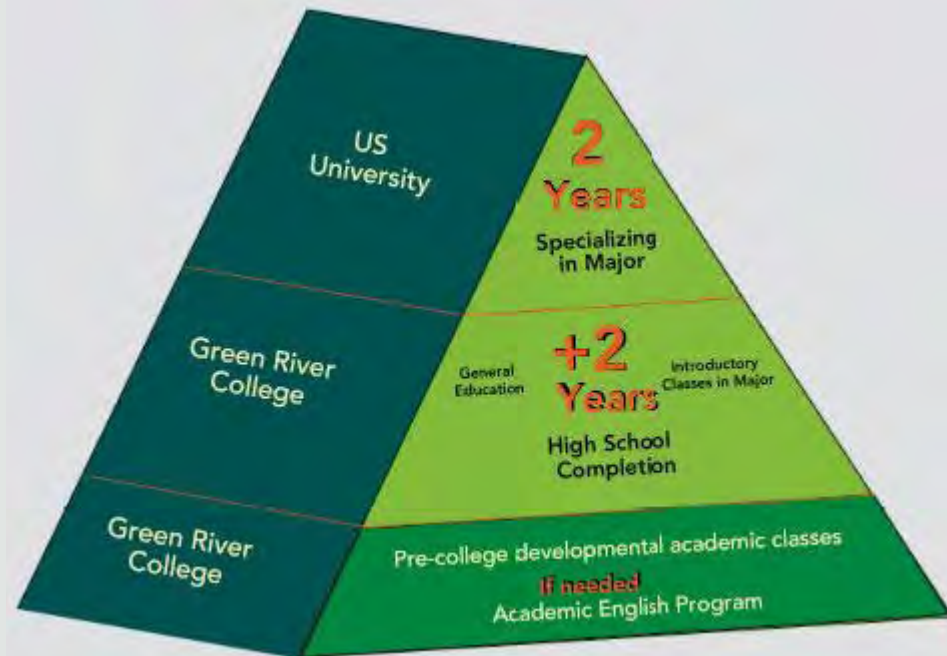 US
University
2
Years
Specializing
in Major
Green River
College
General
Education
+2
Years
Introductory
Classes in Major
High School
Completion
Green River
College
Pre-college developmental academic classes
If needed
Academic English Program